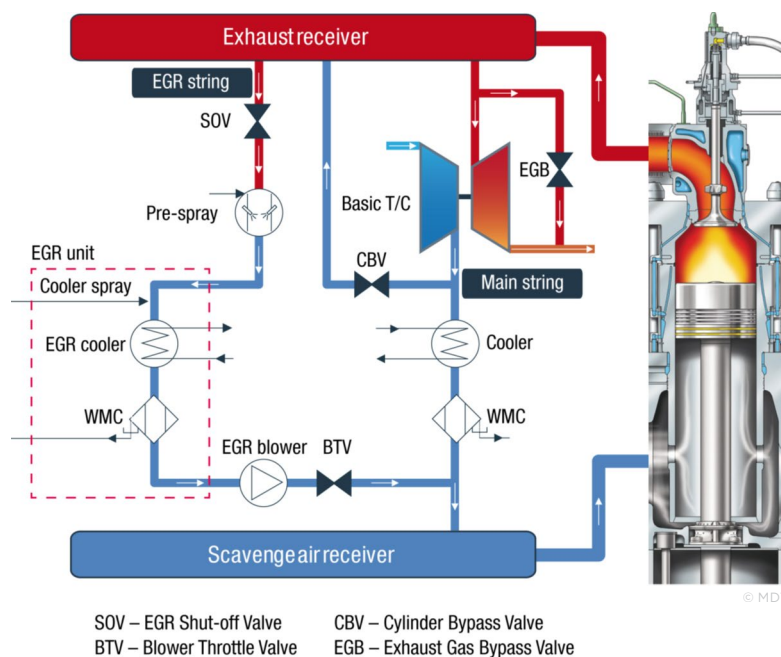 Exhaust receiver
EGR string
SOV
Pre-spray
Basic T/C
EGB
EGR unit
Cooler spray
CBV
Main string
EGR cooler
Cooler
WMC
WMC
EGR blower
BTV
Scavenge air receiver
SOV – EGR Shut-off Valve
CBV – Cylinder Bypass Valve
BTV – Blower Throttle Valve
EGB – Exhaust Gas Bypass Valve
© MD